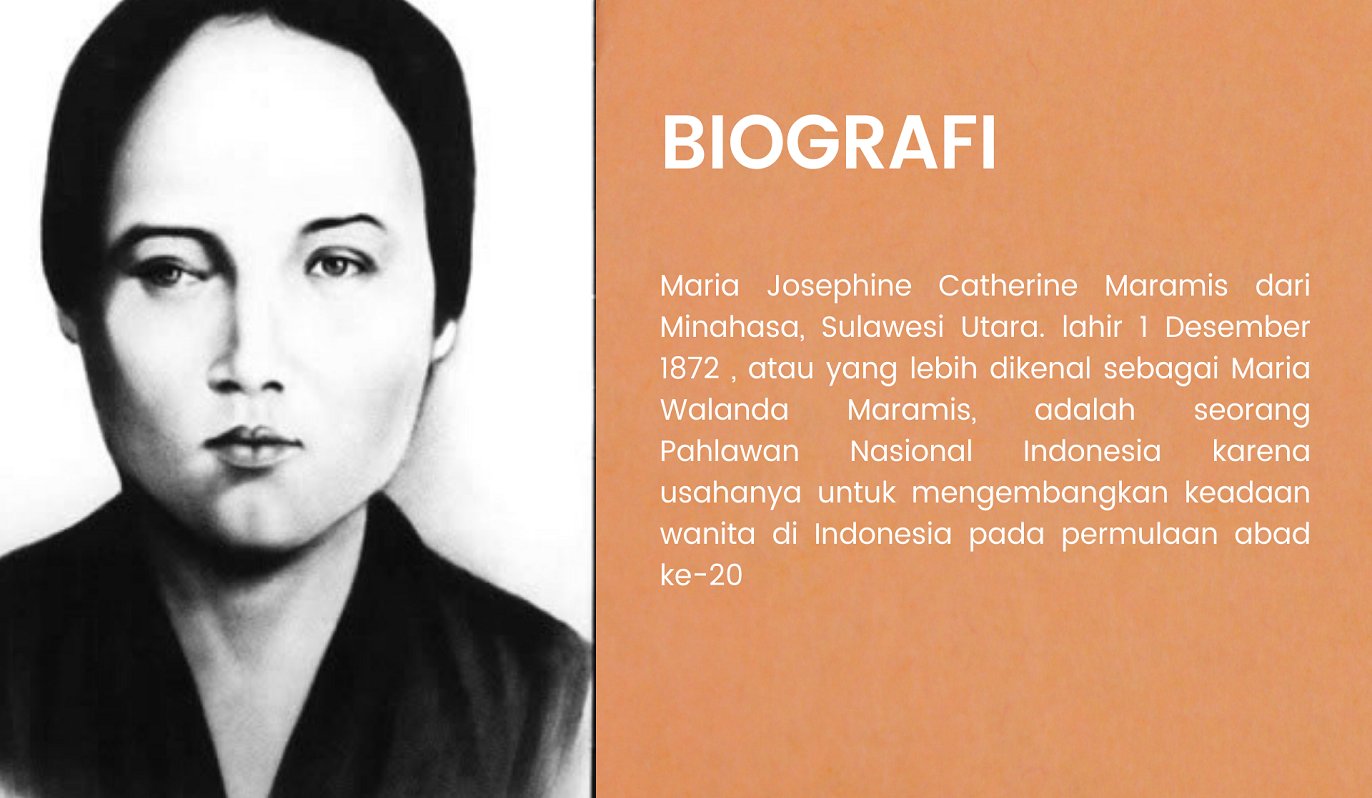 BIOGRAFI
Maria Josephine Catherine Maramis dari
Minahasa, Sulawesi Utara. lahir 1 Desember
1872 , atau yang lebih dikenal sebagai Maria
Walanda Maramis, adalah seorang
Pahlawan Nasional Indonesia karena
usahanya untuk mengembangkan keadaan
wanita di Indonesia pada permulaan abad
ke-20